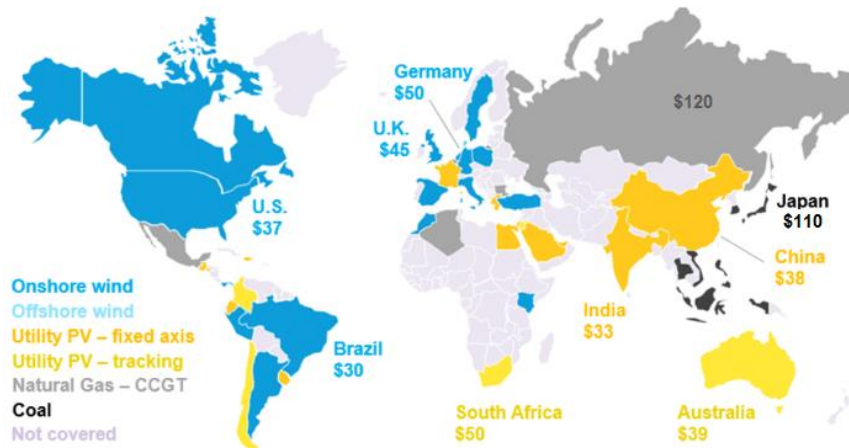 Germany
$50
$120
U.K.
$45
U.S.
$37
Japan
$110
China
$38
Onshore wind
Offshore wind
Utility PV – fixed axis
Utility PV – tracking
Natural Gas – CCGT
Coal
Not covered
India
$33
Brazil
$30
South Africa
$50
Australia
$39